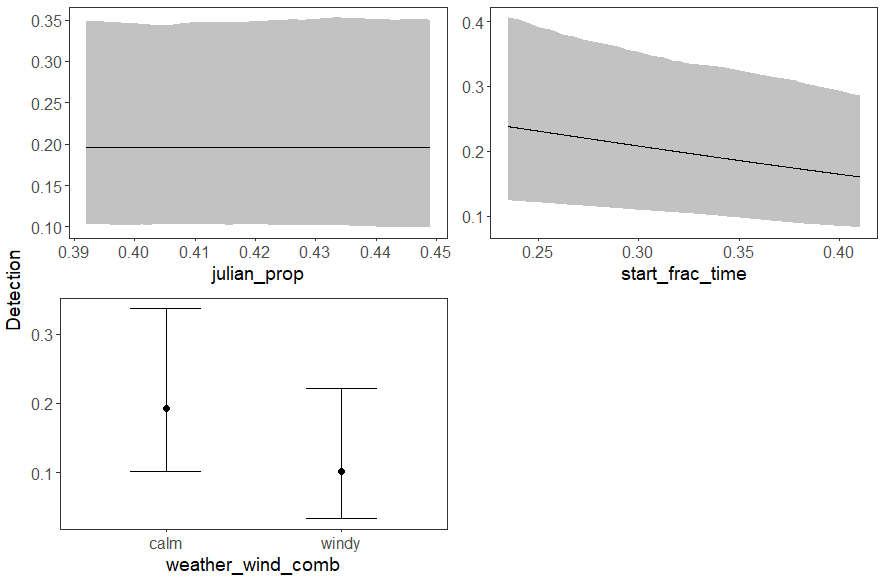 Detection
0.35
0.30
0.25
0.20
0.15
0.10
0.39 0.40 0.41 0.42 0.43 0.44 0.45
julian_prop
0.4
0.3
0.2
0.1
0.25 0.30 0.35 0.40
start_frac_time
0.3
0.2
0.1
calm windy
weather_wind_comb